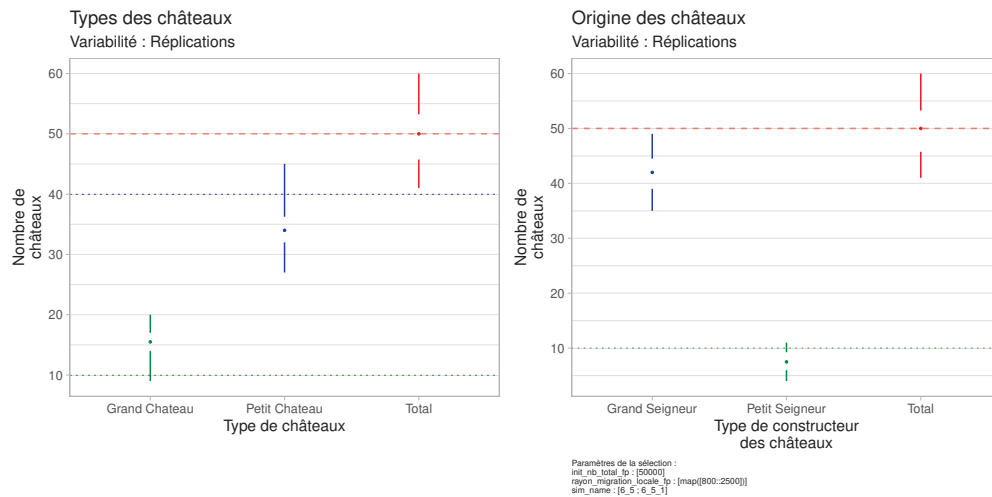 Types des châteaux
Variabilité : Réplications
60
50
40
30
20
10
Nombre de
châteaux
Grand Chateau
Petit Chateau
Total
Type de châteaux
Origine des châteaux
Variabilité : Réplications
60
50
40
30
20
10
Nombre de
châteaux
Grand Seigneur
Petit Seigneur
Total
Type de constructeur
des châteaux
Paramètres de la sélection :
init_nb_total_fp : [50000]
rayon_migration_locale_fp : [map([800::2500])]
sim_name : [6_5 ; 6_5_1]